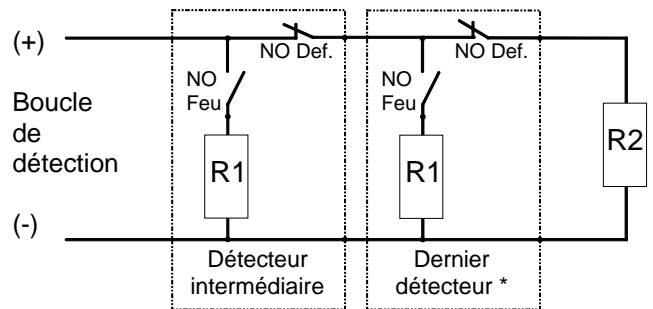 (+)
NO Def.
NO Def.
NO
Feu
NO
Feu
Boucle
de
détection
R1
R1
R2
(-)
Détecteur
intermédiaire
Dernier
détecteur *